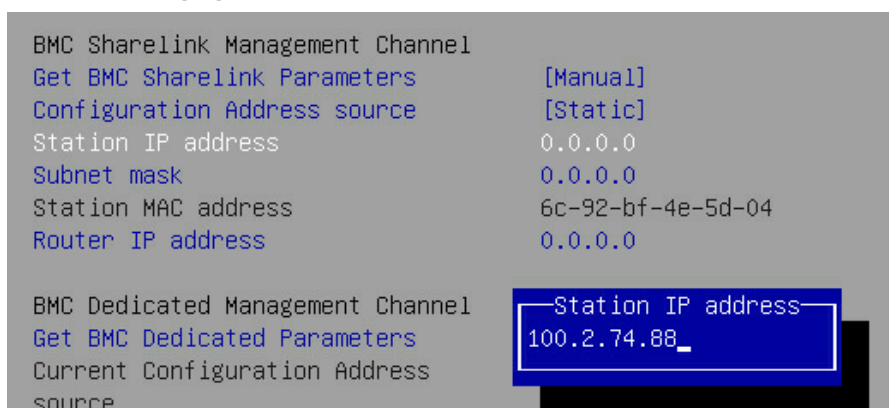 BMC Sharelink Management Channel
Get BMC Sharelink Parameters [Manual]
Configuration Address source [Static]
Station IP address 0.0.0.0
Subnet mask 0.0.0.0
Station MAC address 6c-92-bf-4e-5d-04
Router IP address 0.0.0.0
BMC Dedicated Management Channel
Get BMC Dedicated Parameters
Current Configuration Address
source
Station IP address
100.2.74.88_